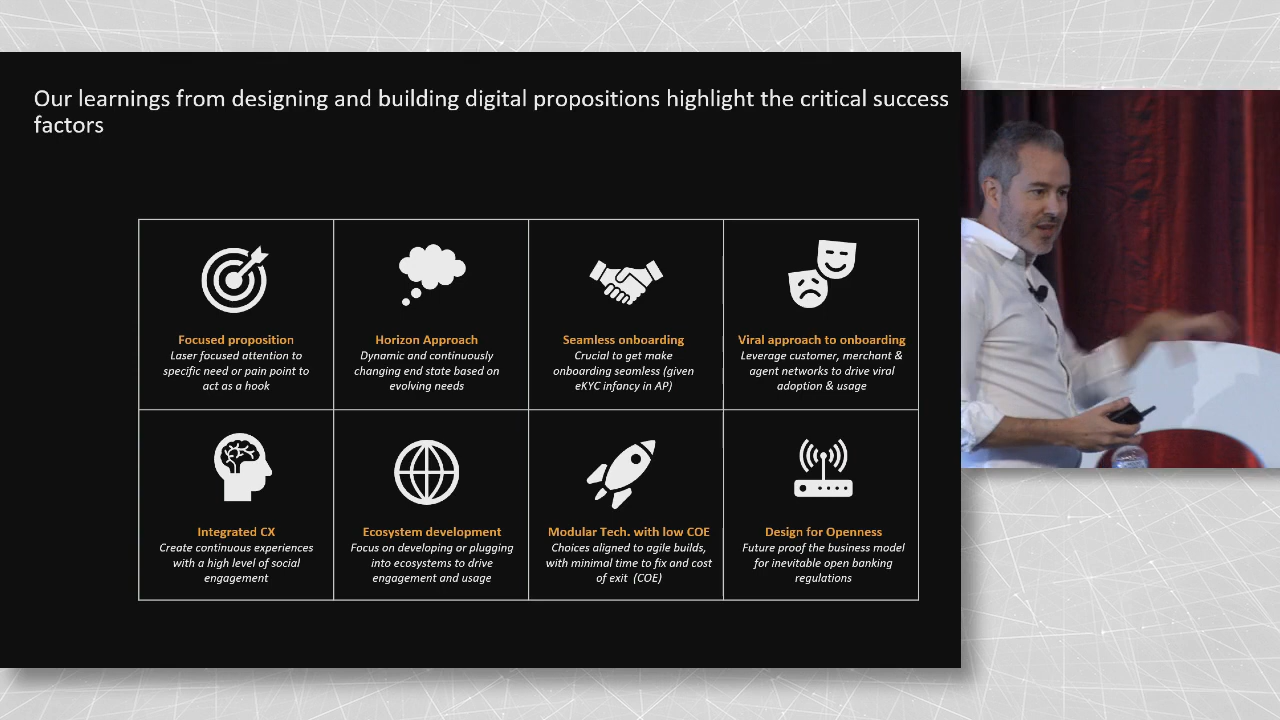 Our learnings from designing and building digital propositions highlight the critical success
factors
Focused proposition
Laser focused attention to
specific need or pain point to
act as a hook
Horizon Approach
Dynamic and continuously
changing end state based on
evolving needs
Seamless onboarding
Crucial to get make
onboarding seamless (given
eKYC infancy in AP)
Viral approach to onboarding
Leverage customer, merchant &
agent networks to drive viral
adoption & usage
Integrated CX
Create continuous experiences
with a high level of social
engagement
Ecosystem development
Focus on developing or plugging
into ecosystems to drive
engagement and usage
Modular Tech. with low COE
Choices aligned to agile builds,
with minimal time to fix and cost
of exit (COE)
Design for Openness
Future proof the business model
for inevitable open banking
regulations